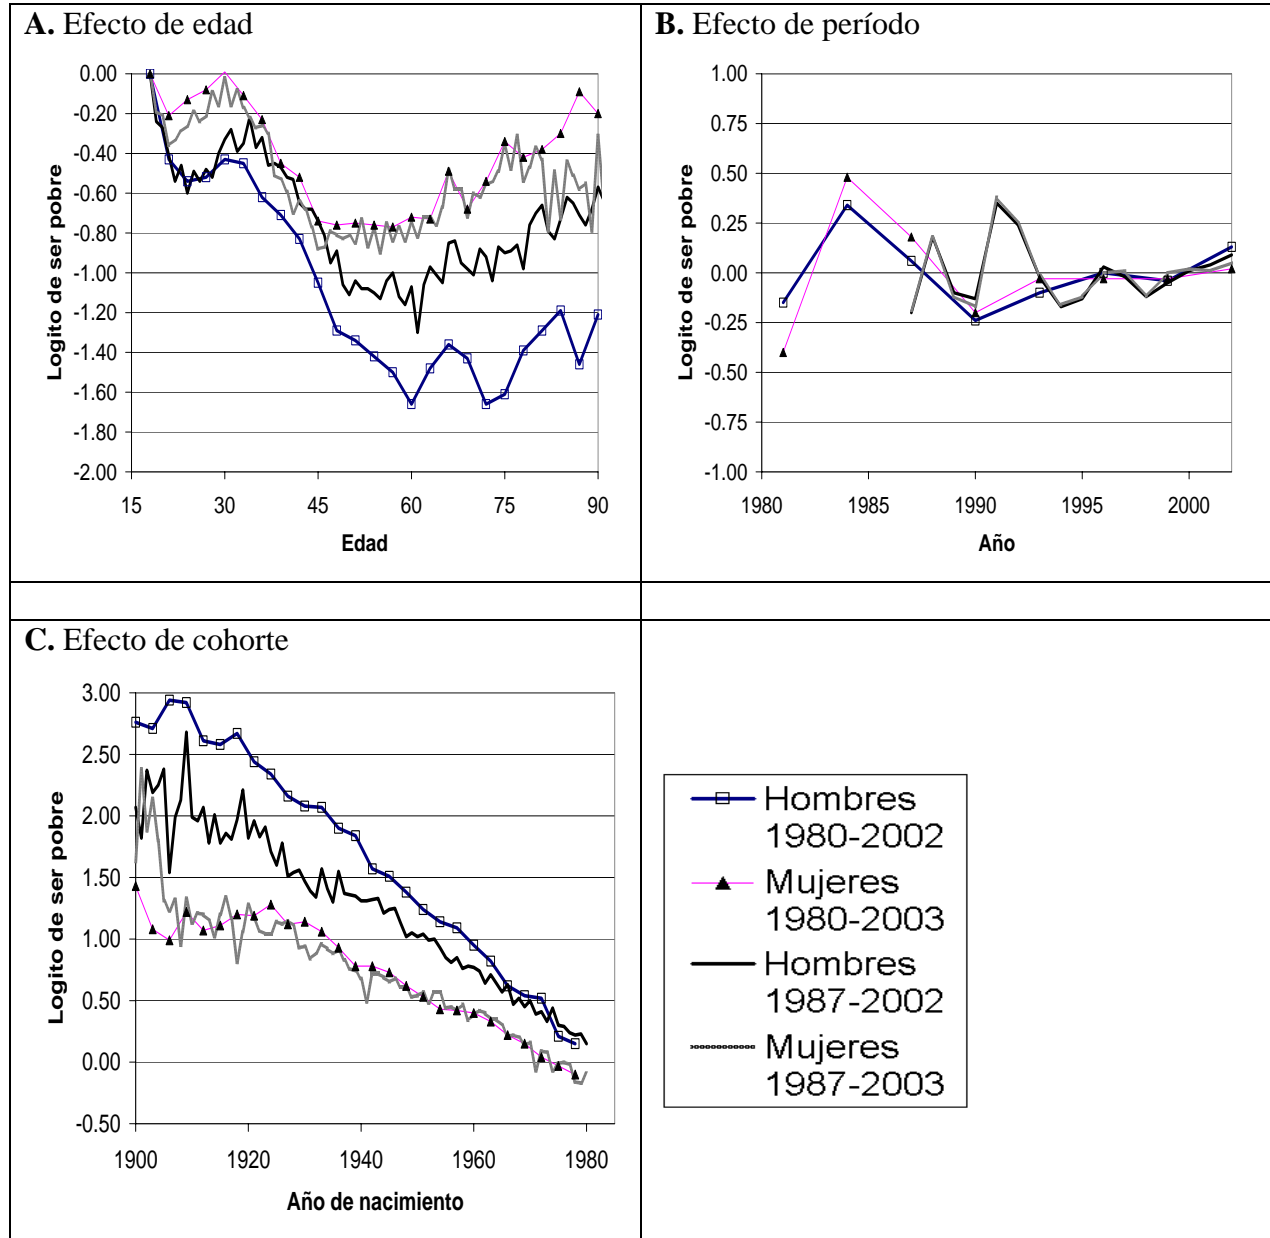 A. Efecto de edad
0.00
-0.20
-0.40
-0.60
-0.80
-1.00
-1.20
-1.40
-1.60
-1.80
-2.00
15 30 45 60 75 90
Logito de ser pobre
Edad
B. Efecto de período
1.00
0.75
0.50
0.25
0.00
-0.25
-0.50
-0.75
-1.00
1980 1985 1990 1995 2000
Logito de ser pobre
Año
C. Efecto de cohorte
3.00
2.50
2.00
1.50
1.00
0.50
0.00
-0.50
1900 1920 1940 1960 1980
Logito de ser pobre
Año de nacimiento
Hombres
1980-2002
Mujeres
1980-2003
Hombres
1987-2002
Mujeres
1987-2003